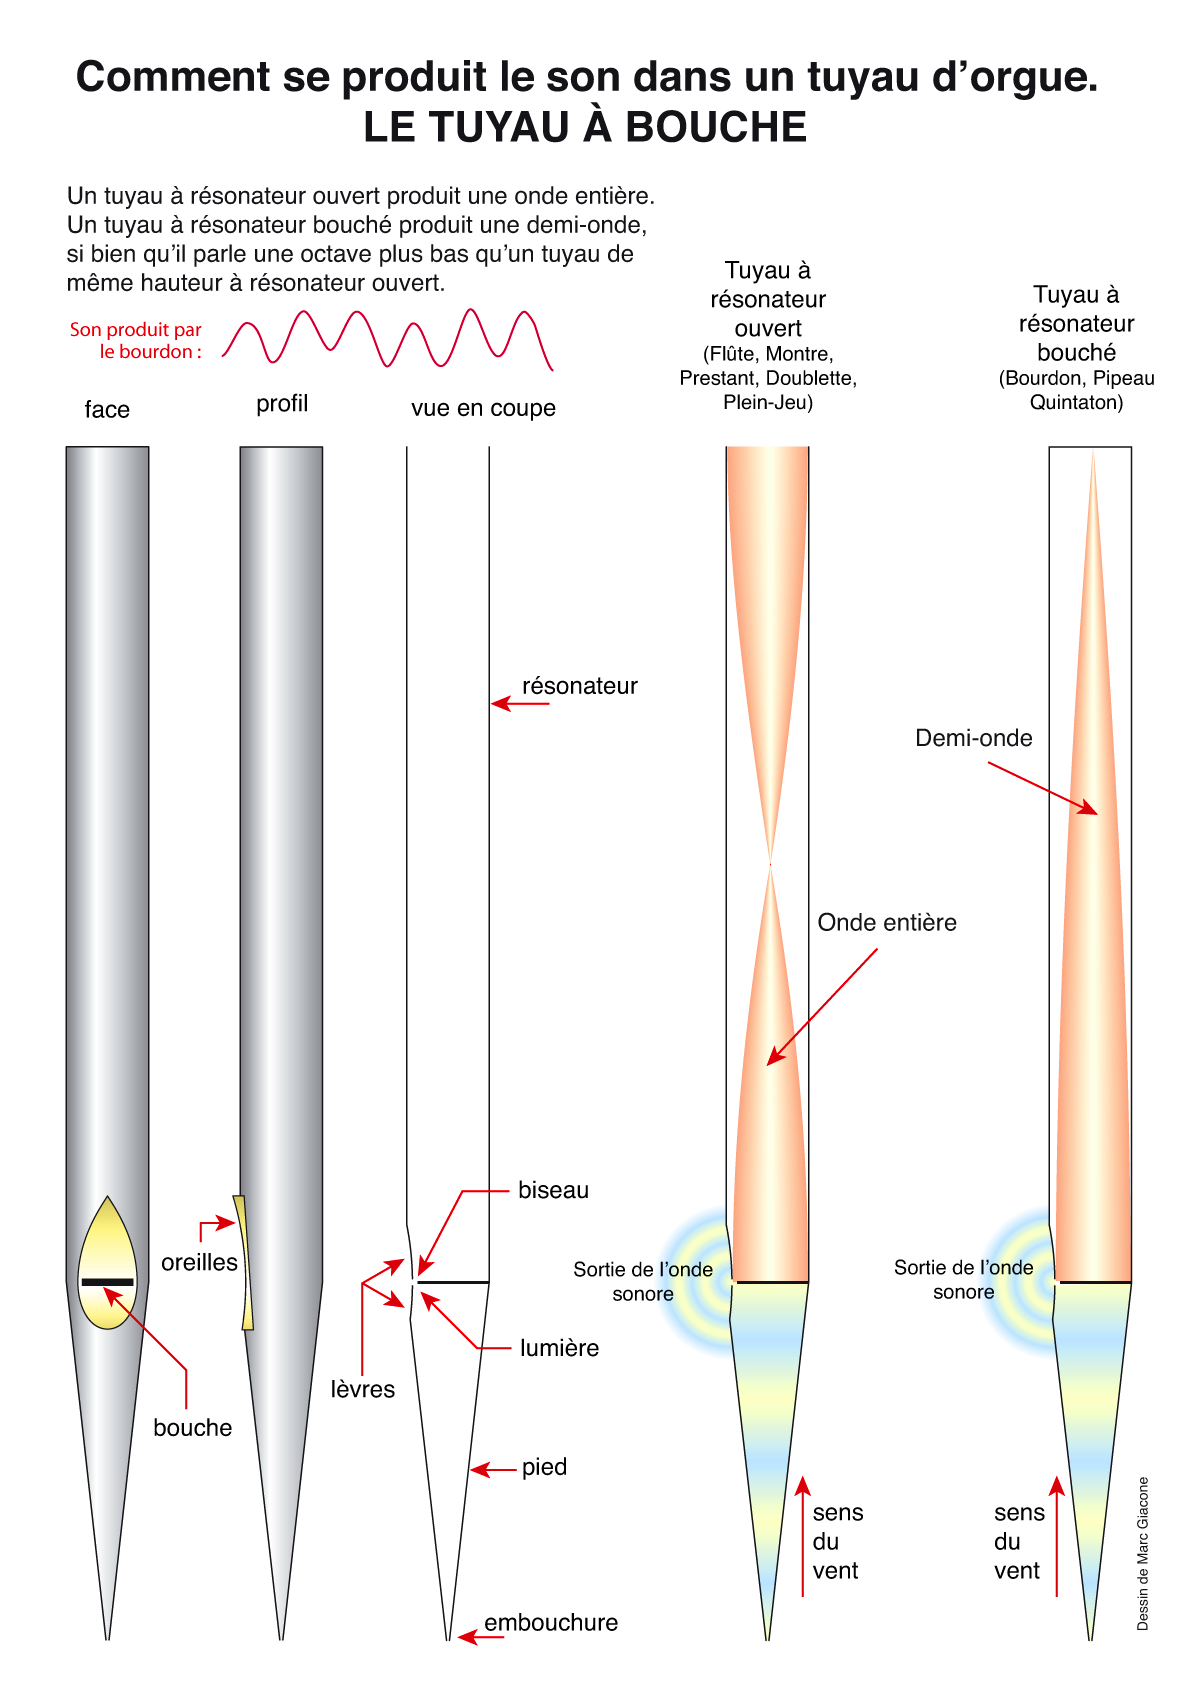 Comment se produit le son dans un tuyau d’orgue.
LE TUYAU À BOUCHE
Un tuyau à résonateur ouvert produit une onde entière.
Un tuyau à résonateur bouché produit une demi-onde,
si bien qu’il parle une octave plus bas qu’un tuyau de
même hauteur à résonateur ouvert.
Son produit par
le bourdon :
face
profil
vue en coupe
Tuyau à
résonateur
ouvert
(Flûte, Montre,
Prestant, Doublette,
Plein-Jeu)
Tuyau à
résonateur
bouché
(Bourdon, Pipeau
Quintaton)
résonateur
Demi-onde
Onde entière
biseau
oreilles
Sortie de l’onde
sonore
Sortie de l’onde
sonore
lumière
lèvres
bouche
pied
sens
du
vent
sens
du
vent
embouchure
Dessin de Marc Giacone